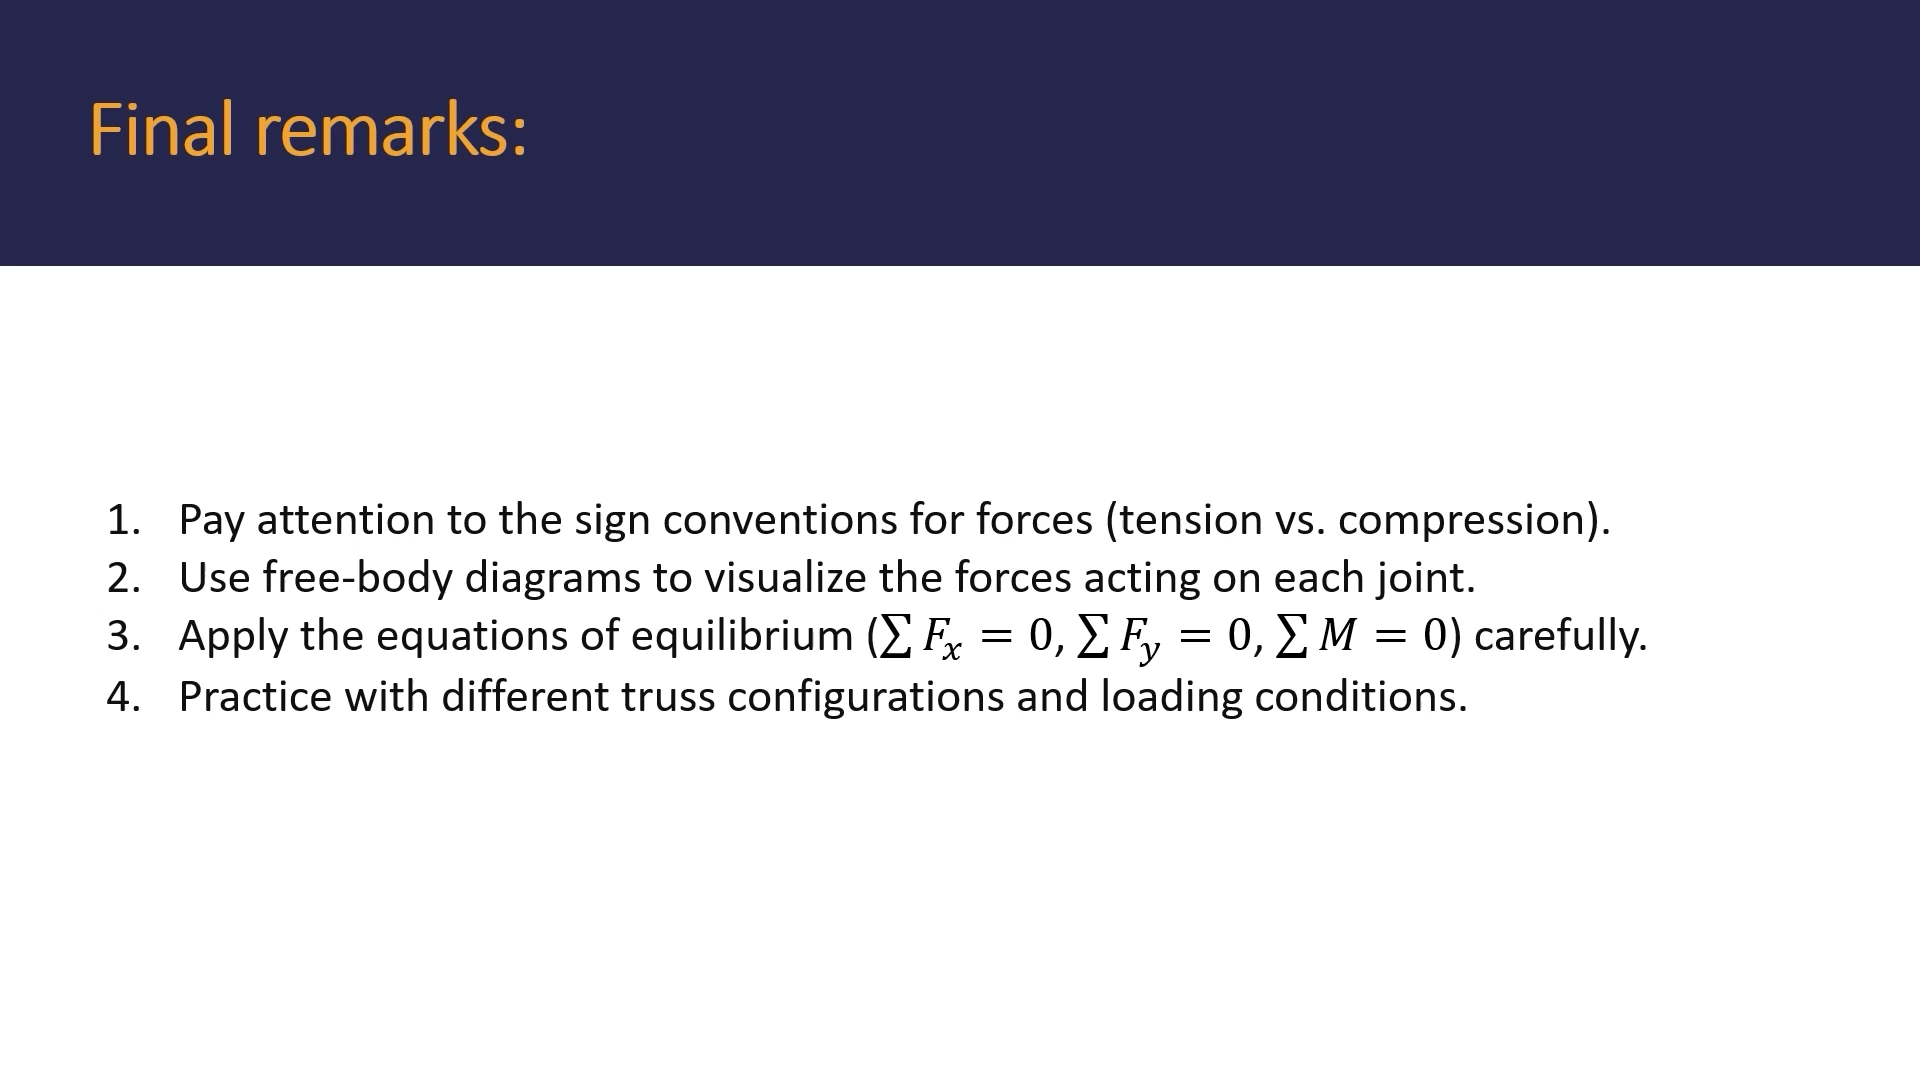 Final remarks:
1. Pay attention to the sign conventions for forces (tension vs. compression).
2. Use free-body diagrams to visualize the forces acting on each joint.
3. Apply the equations of equilibrium (∑ Fₓ = 0, ∑ F_y = 0, ∑ M = 0) carefully.
4. Practice with different truss configurations and loading conditions.